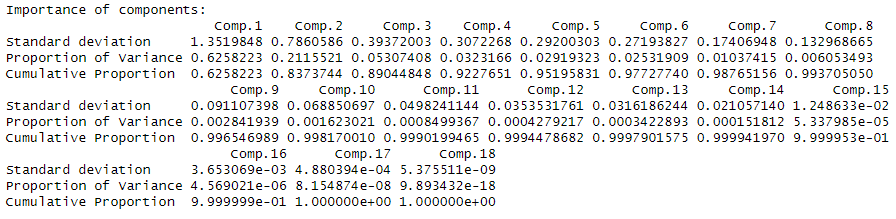 Importance of components:
                          Comp.1    Comp.2     Comp.3    Comp.4     Comp.5     Comp.6     Comp.7      Comp.8
Standard deviation     1.3519848 0.7860586 0.39372003 0.3072268 0.29200303 0.27193827 0.17406948 0.132968665
Proportion of Variance 0.6258223 0.2115521 0.05307408 0.0323166 0.02919323 0.02531909 0.01037415 0.006053493
Cumulative Proportion  0.6258223 0.8373744 0.89044848 0.9227651 0.95195831 0.97727740 0.98765156 0.993705050
                            Comp.9     Comp.10      Comp.11      Comp.12      Comp.13     Comp.14      Comp.15
Standard deviation     0.091107398 0.068850697 0.0498241144 0.0353531761 0.0316186244 0.021057140 1.248633e-02
Proportion of Variance 0.002841939 0.001623021 0.0008499367 0.0004279217 0.0003422893 0.000151812 5.337985e-05
Cumulative Proportion  0.996546989 0.998170010 0.9990199465 0.9994478682 0.9997901575 0.999941970 9.999953e-01
                            Comp.16      Comp.17      Comp.18
Standard deviation     3.653069e-03 4.880394e-04 5.375511e-09
Proportion of Variance 4.569021e-06 8.154874e-08 9.893432e-18
Cumulative Proportion  9.999999e-01 1.000000e+00 1.000000e+00